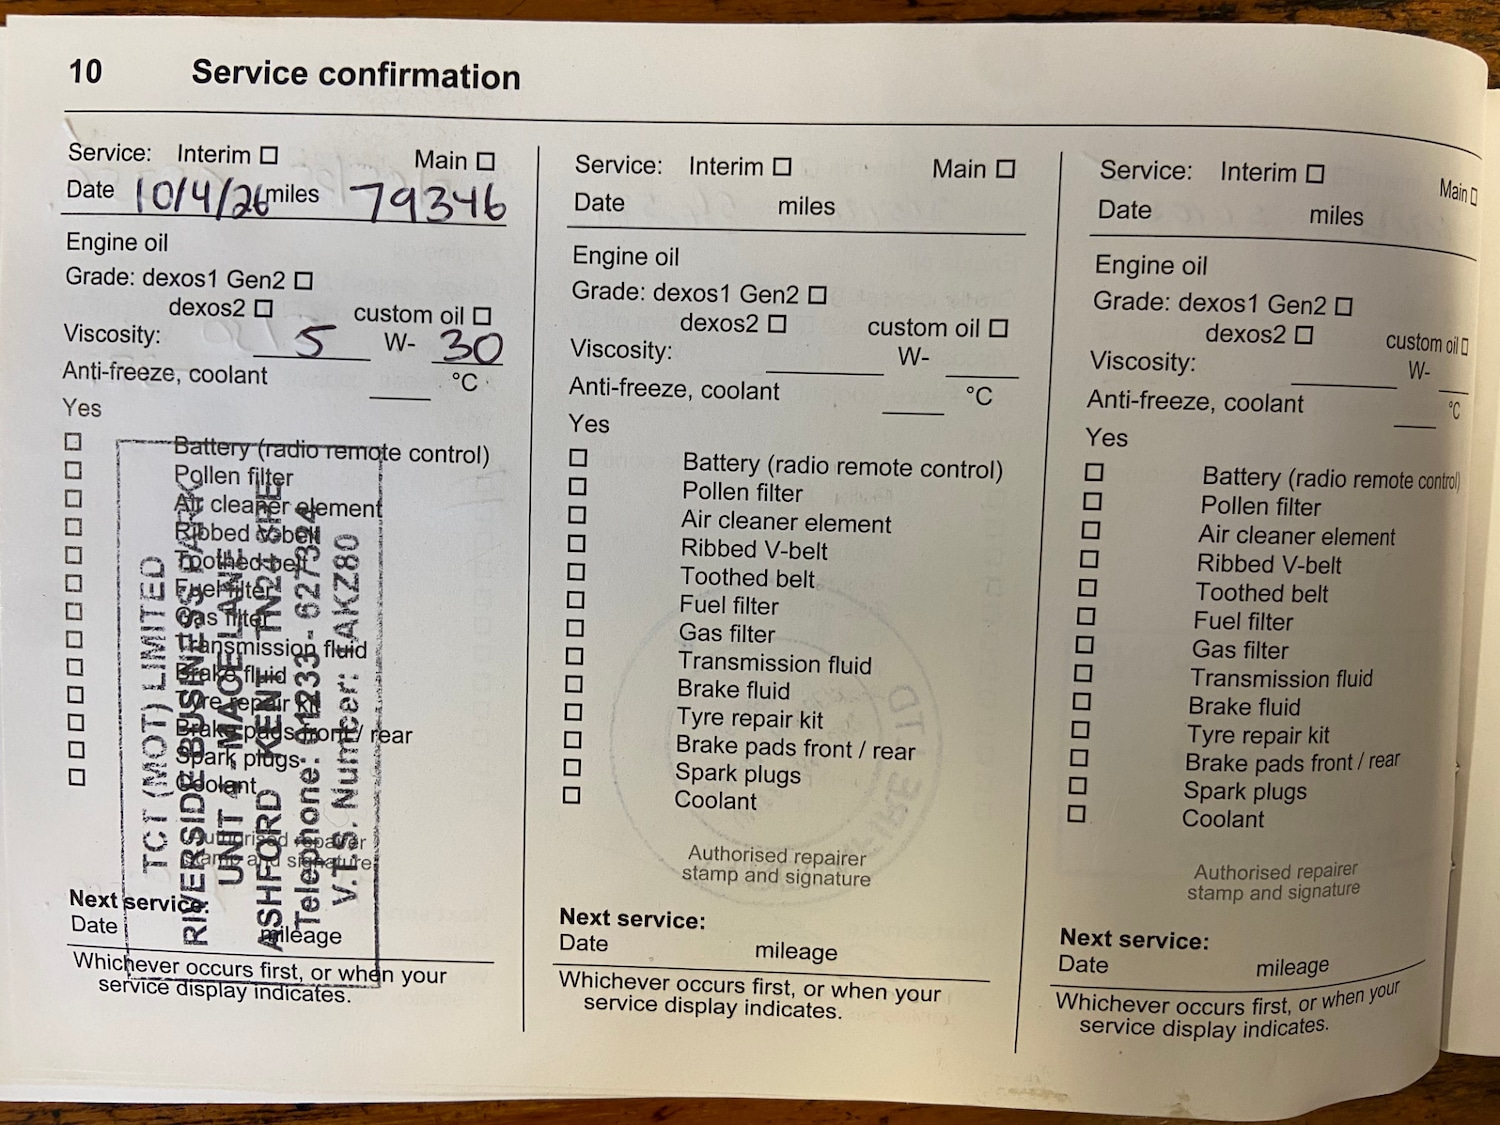 10 Service confirmation
Service: Interim ☐ Main ☐
Date 10/4/26 miles 79346
Engine oil
Grade: dexos1 Gen2 ☐
dexos2 ☐ custom oil ☐
Viscosity: 5 W- 30
Anti-freeze, coolant ____ °C
Yes
☐ Battery (radio remote control)
☐ Pollen filter
☐ Air cleaner element
☐ Ribbed V-belt
☐ Toothed belt
☐ Fuel filter
☐ Gas filter
☐ Transmission fluid
☐ Brake fluid
☐ Tyre repair kit
☐ Brake pads front / rear
☐ Spark plugs
☐ Coolant
Authorised repairer
stamp and signature
TCT (MOT) LIMITED
RIVERSIDE BUSINESS PARK
UNIT MACE LANE
ASHFORD KENT TN24 8
Telephone: 01233 - 627324
V.T.S. Number: AKZ80
Next service:
Date mileage
Whichever occurs first, or when your
service display indicates.
Service: Interim ☐ Main ☐
Date miles
Engine oil
Grade: dexos1 Gen2 ☐
dexos2 ☐ custom oil ☐
Viscosity: ____ W- ____
Anti-freeze, coolant ____ °C
Yes
☐ Battery (radio remote control)
☐ Pollen filter
☐ Air cleaner element
☐ Ribbed V-belt
☐ Toothed belt
☐ Fuel filter
☐ Gas filter
☐ Transmission fluid
☐ Brake fluid
☐ Tyre repair kit
☐ Brake pads front / rear
☐ Spark plugs
☐ Coolant
Authorised repairer
stamp and signature
Next service:
Date mileage
Whichever occurs first, or when your
service display indicates.
Service: Interim ☐ Main ☐
Date miles
Engine oil
Grade: dexos1 Gen2 ☐
dexos2 ☐ custom oil ☐
Viscosity: ____ W- ____
Anti-freeze, coolant ____ °C
Yes
☐ Battery (radio remote control)
☐ Pollen filter
☐ Air cleaner element
☐ Ribbed V-belt
☐ Toothed belt
☐ Fuel filter
☐ Gas filter
☐ Transmission fluid
☐ Brake fluid
☐ Tyre repair kit
☐ Brake pads front / rear
☐ Spark plugs
☐ Coolant
Authorised repairer
stamp and signature
Next service:
Date mileage
Whichever occurs first, or when your
service display indicates.